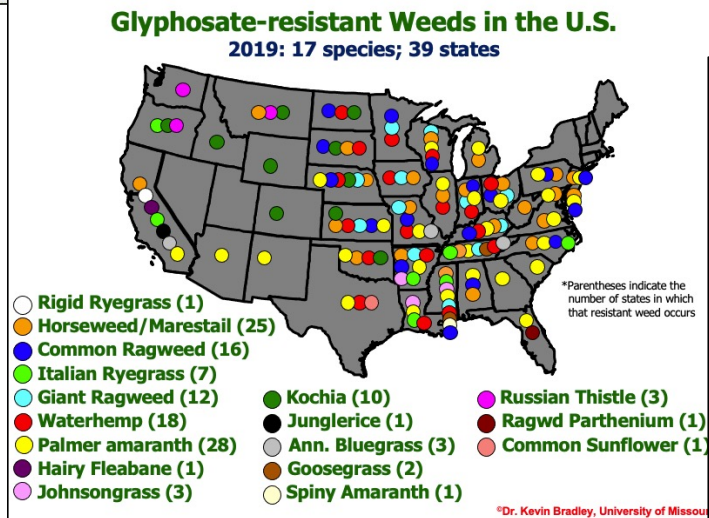 Glyphosate-resistant Weeds in the U.S.
2019: 17 species; 39 states
*Parentheses indicate the
number of states in which
that resistant weed occurs
Rigid Ryegrass (1)
Horseweed/Marestail (25)
Common Ragweed (16)
Italian Ryegrass (7)
Giant Ragweed (12)
Waterhemp (18)
Palmer amaranth (28)
Hairy Fleabane (1)
Johnsongrass (3)
Kochia (10)
Junglerice (1)
Ann. Bluegrass (3)
Goosegrass (2)
Spiny Amaranth (1)
Russian Thistle (3)
Ragwd Parthenium (1)
Common Sunflower (1)
©Dr. Kevin Bradley, University of Missour